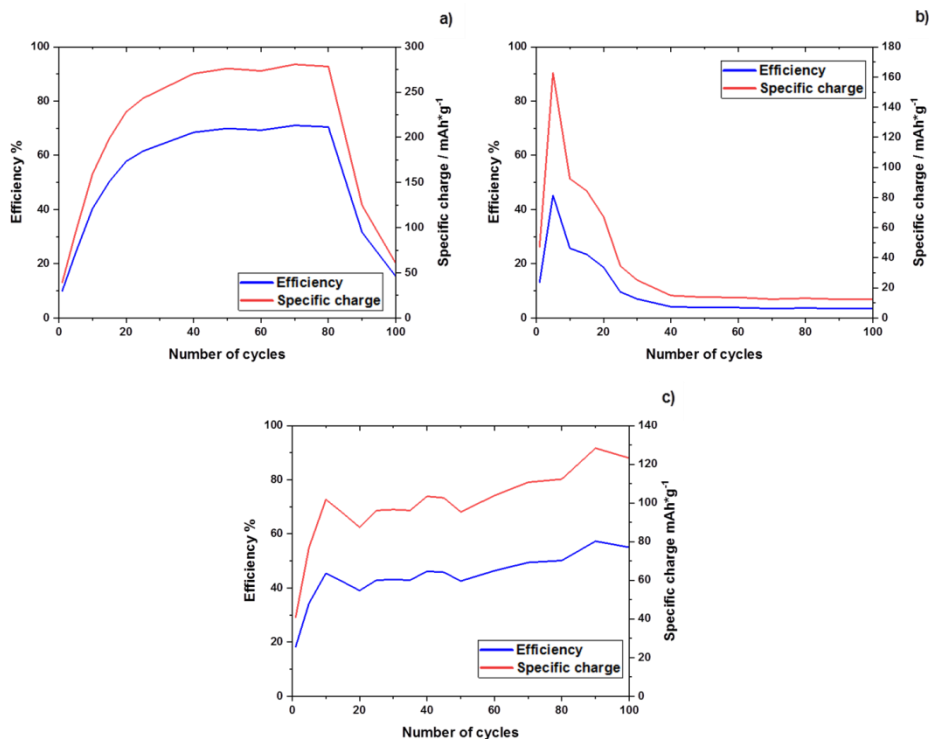 a)
100
80
60
40
20
0
Efficiency %
300
250
200
150
100
50
0
Specific charge / mAh*g-1
Efficiency
Specific charge
0 20 40 60 80 100
Number of cycles
b)
100
80
60
40
20
0
Efficiency %
180
160
140
120
100
80
60
40
20
0
Specific charge / mAh*g-1
Efficiency
Specific charge
0 20 40 60 80 100
Number of cycles
c)
100
80
60
40
20
0
Efficiency %
140
120
100
80
60
40
20
0
Specific charge mAh*g-1
Efficiency
Specific charge
0 20 40 60 80 100
Number of cycles